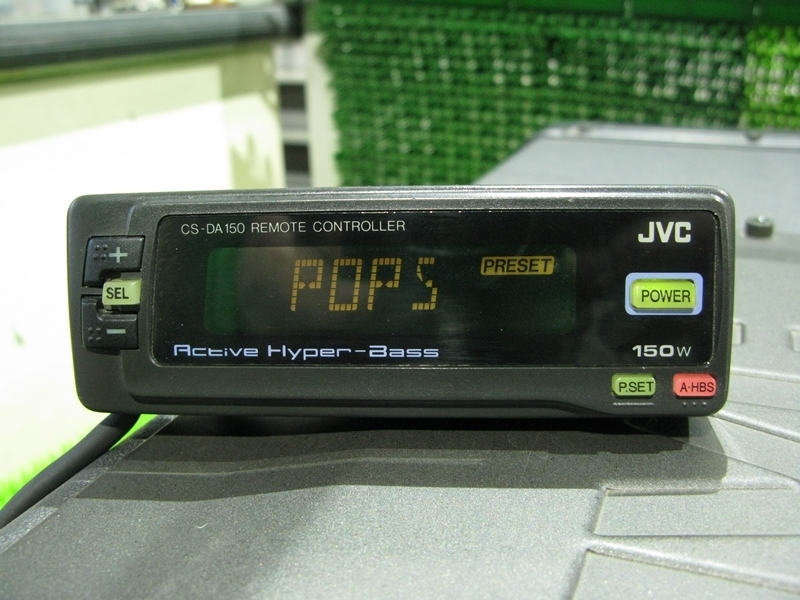 CS-DA150 REMOTE CONTROLLER
JVC
+
SEL
−
POPS
PRESET
POWER
Active Hyper-Bass
150W
P.SET
A·HBS